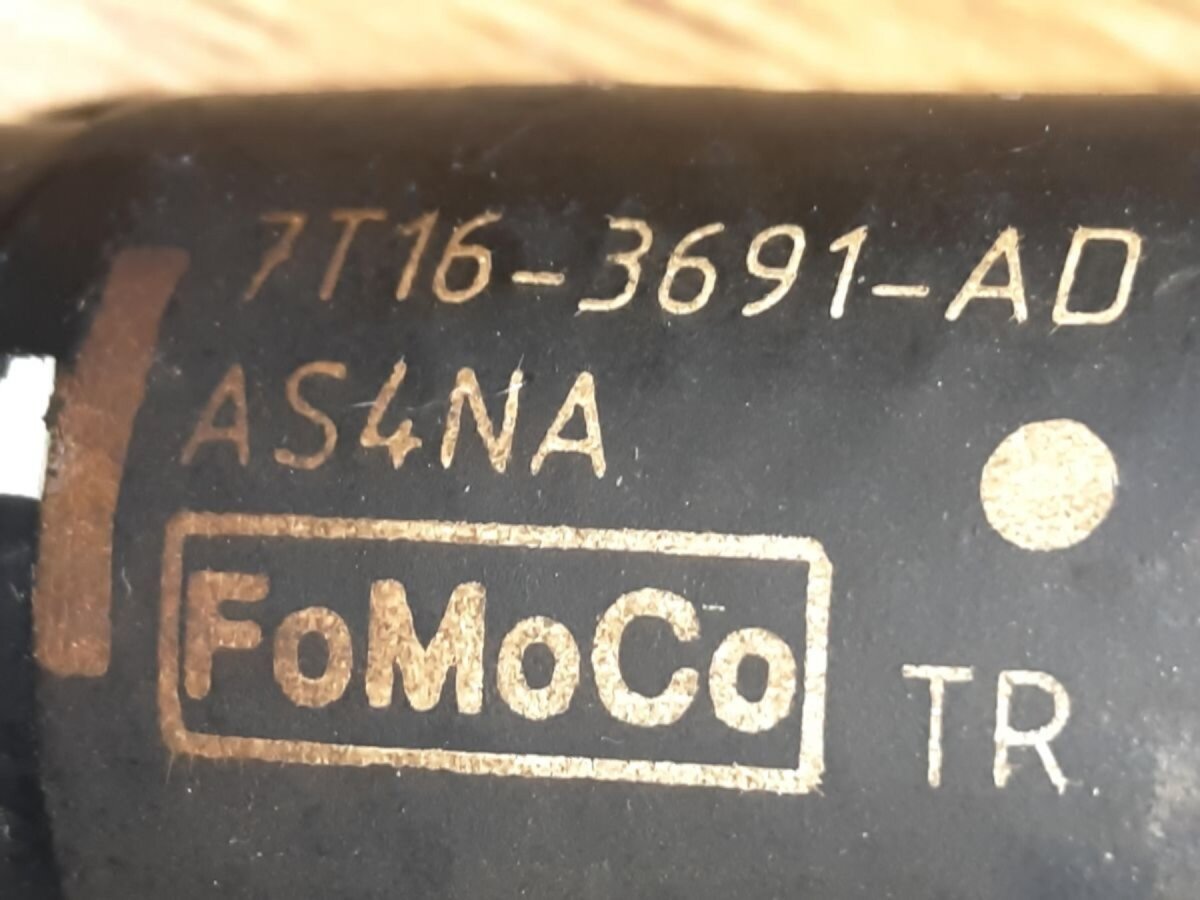 7T16-3691-AD
AS4NA
FoMoCo
TR